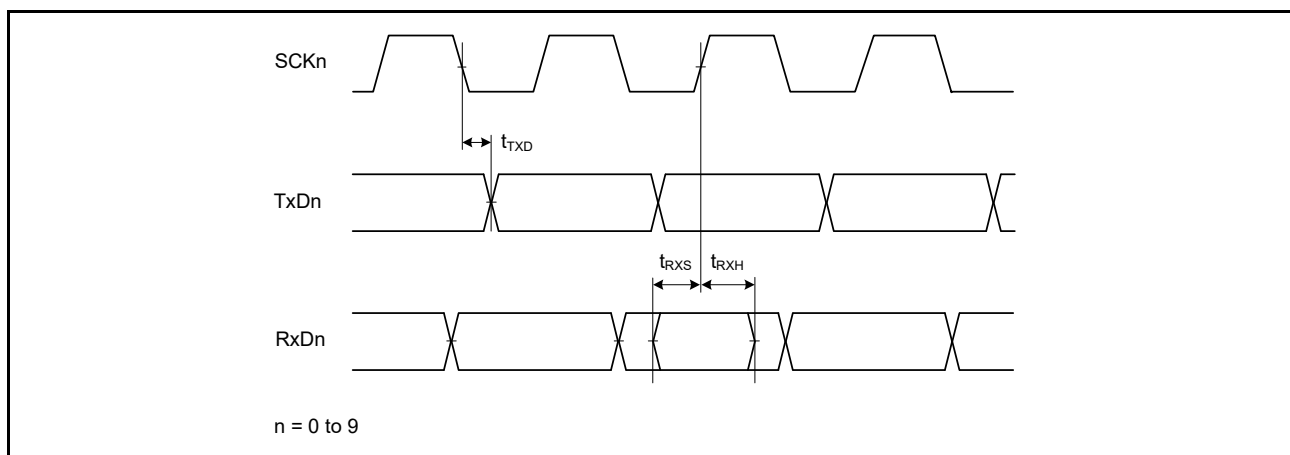 SCKn
tTXD
TxDn
tRXS tRXH
RxDn
n = 0 to 9